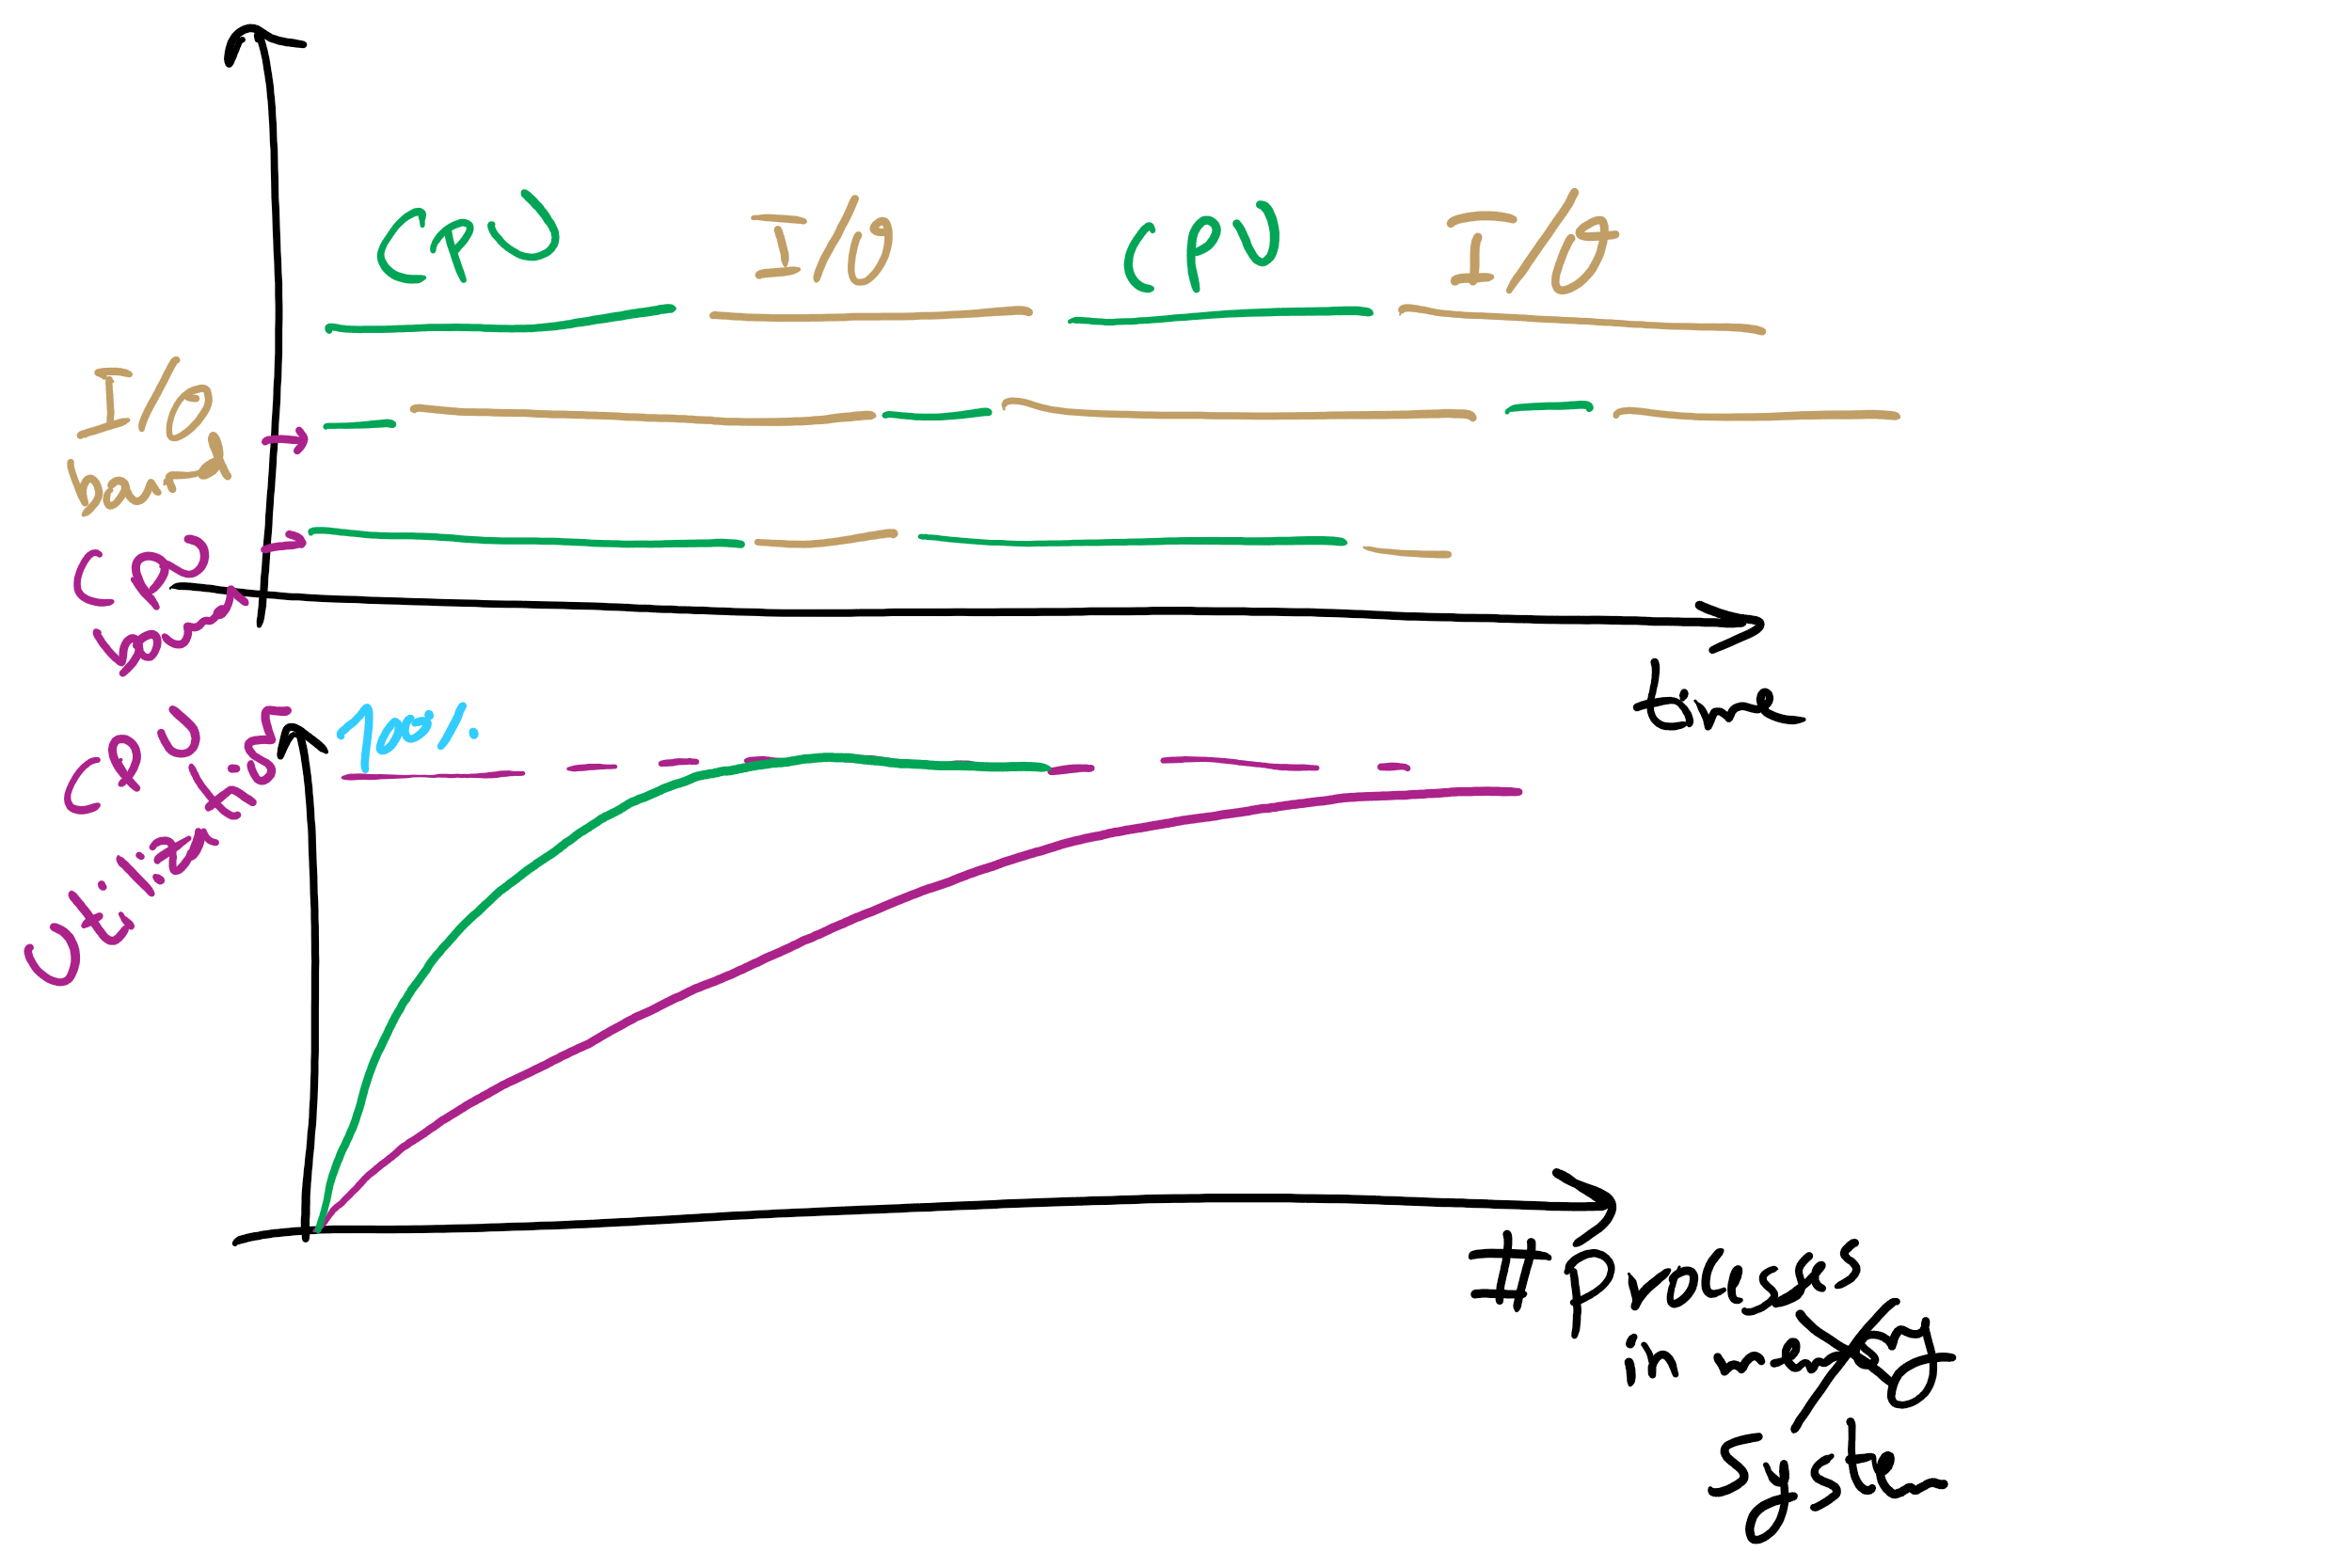 CPU I/O CPU I/O
I/O
bound
CPU
bound
time
CPU
Utilization
100%
# Processes
in memory
System